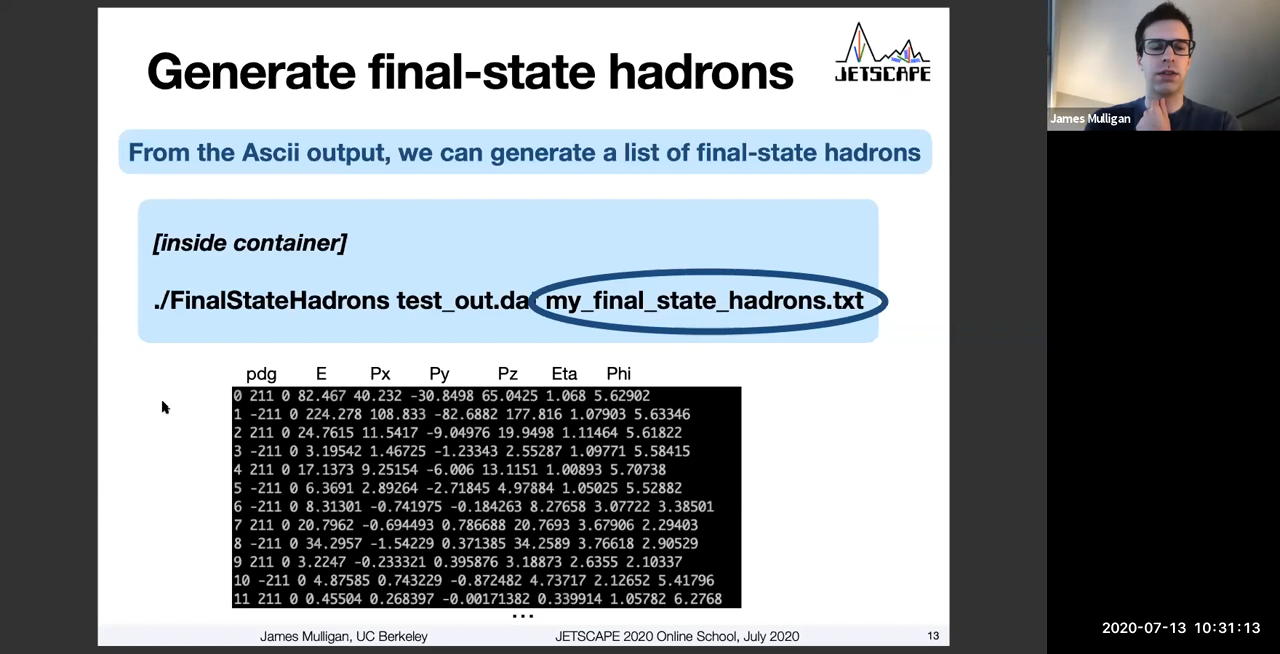 Generate final-state hadrons
JETSCAPE
James Mulligan
From the Ascii output, we can generate a list of final-state hadrons
[inside container]
./FinalStateHadrons test_out.da my_final_state_hadrons.txt
pdg E Px Py Pz Eta Phi
0 211 0 82.467 40.232 -30.8498 65.0425 1.068 5.62902
1 -211 0 224.278 108.833 -82.6882 177.816 1.07903 5.63346
2 211 0 24.7615 11.5417 -9.04976 19.9498 1.11464 5.61822
3 -211 0 3.19542 1.46725 -1.23343 2.55287 1.09771 5.58415
4 211 0 17.1373 9.25154 -6.006 13.1151 1.00893 5.70738
5 -211 0 6.3691 2.89264 -2.71845 4.97884 1.05025 5.52882
6 -211 0 8.31301 -0.741975 -0.184263 8.27658 3.07722 3.38501
7 211 0 20.7962 -0.694493 0.786688 20.7693 3.67906 2.29403
8 -211 0 34.2957 -1.54229 0.371385 34.2589 3.76618 2.90529
9 211 0 3.2247 -0.233321 0.395876 3.18873 2.6355 2.10337
10 -211 0 4.87585 0.743229 -0.872482 4.73717 2.12652 5.41796
11 211 0 0.45504 0.268397 -0.00171382 0.339914 1.05782 6.2768
...
James Mulligan, UC Berkeley JETSCAPE 2020 Online School, July 2020 13
2020-07-13 10:31:13